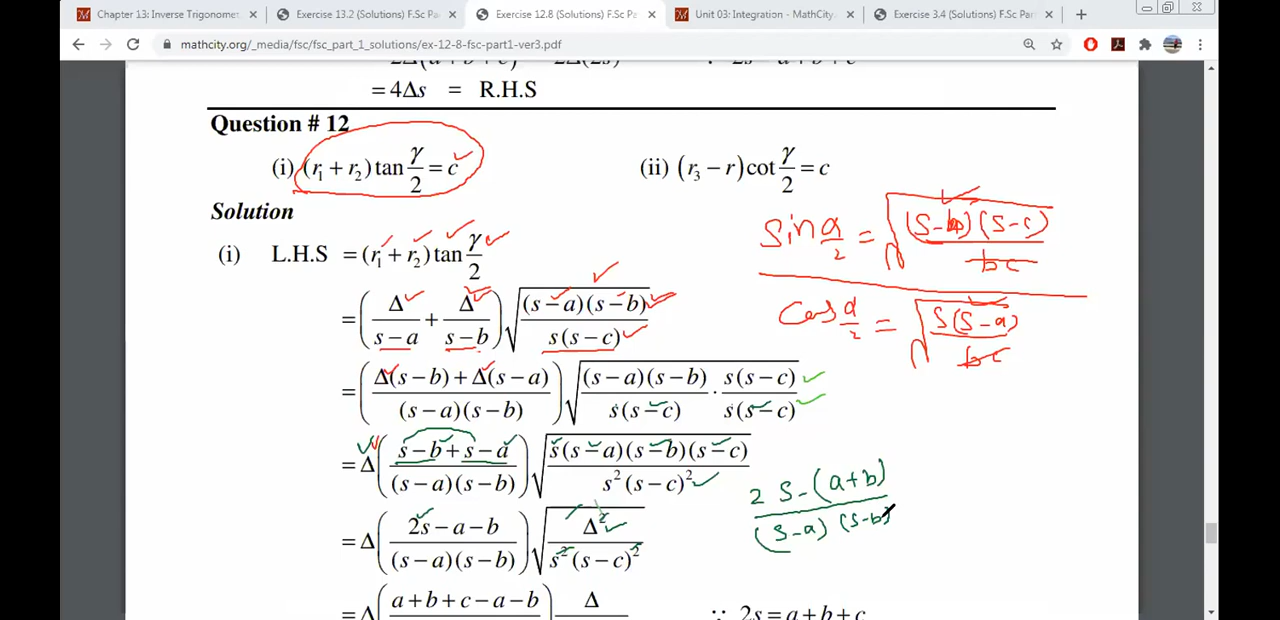 Chapter 13: Inverse Trigonomet
Exercise 13.2 (Solutions) F.Sc Pa
Exercise 12.8 (Solutions) F.Sc Pa
Unit 03: Integration - MathCity.
Exercise 3.4 (Solutions) F.Sc Par
mathcity.org/_media/fsc/fsc_part_1_solutions/ex-12-8-fsc-part1-ver3.pdf
= 4Δs = R.H.S
Question # 12
(i) (r₁ + r₂) tan γ/2 = c (ii) (r₃ − r) cot γ/2 = c
Solution
(i) L.H.S = (r₁ + r₂) tan γ/2
= (Δ/(s−a) + Δ/(s−b)) √((s−a)(s−b)/(s(s−c)))
= ((Δ(s−b)+Δ(s−a))/((s−a)(s−b))) √((s−a)(s−b)/(s(s−c)) · s(s−c)/(s(s−c)))
= Δ((s−b+s−a)/((s−a)(s−b))) √(s(s−a)(s−b)(s−c)/(s²(s−c)²))
= Δ((2s−a−b)/((s−a)(s−b))) √(Δ²/(s²(s−c)²))
= Δ((a+b+c−a−b) Δ ∵ 2s = a+b+c
Sin α/2 = √((s-b)(s-c)/bc)
Cos α/2 = √(s(s-a)/bc)
2s-(a+b)/(s-a)(s-b)